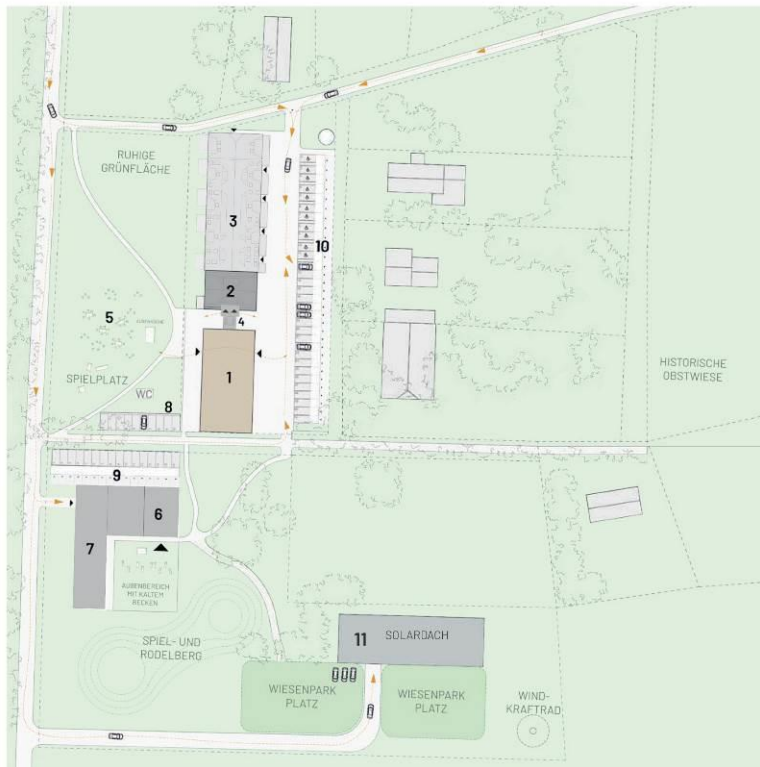 RUHIGE
GRÜNFLÄCHE
3
10
2
4
5
1
HISTORISCHE
OBSTWIESE
SPIELPLATZ
WC
8
9
6
7
AUẞENBEREICH
MIT KALTEM
BECKEN
SPIEL- UND
RODELBERG
11
SOLARDACH
WIESENPARK
PLATZ
WIESENPARK
PLATZ
WIND-
KRAFTRAD